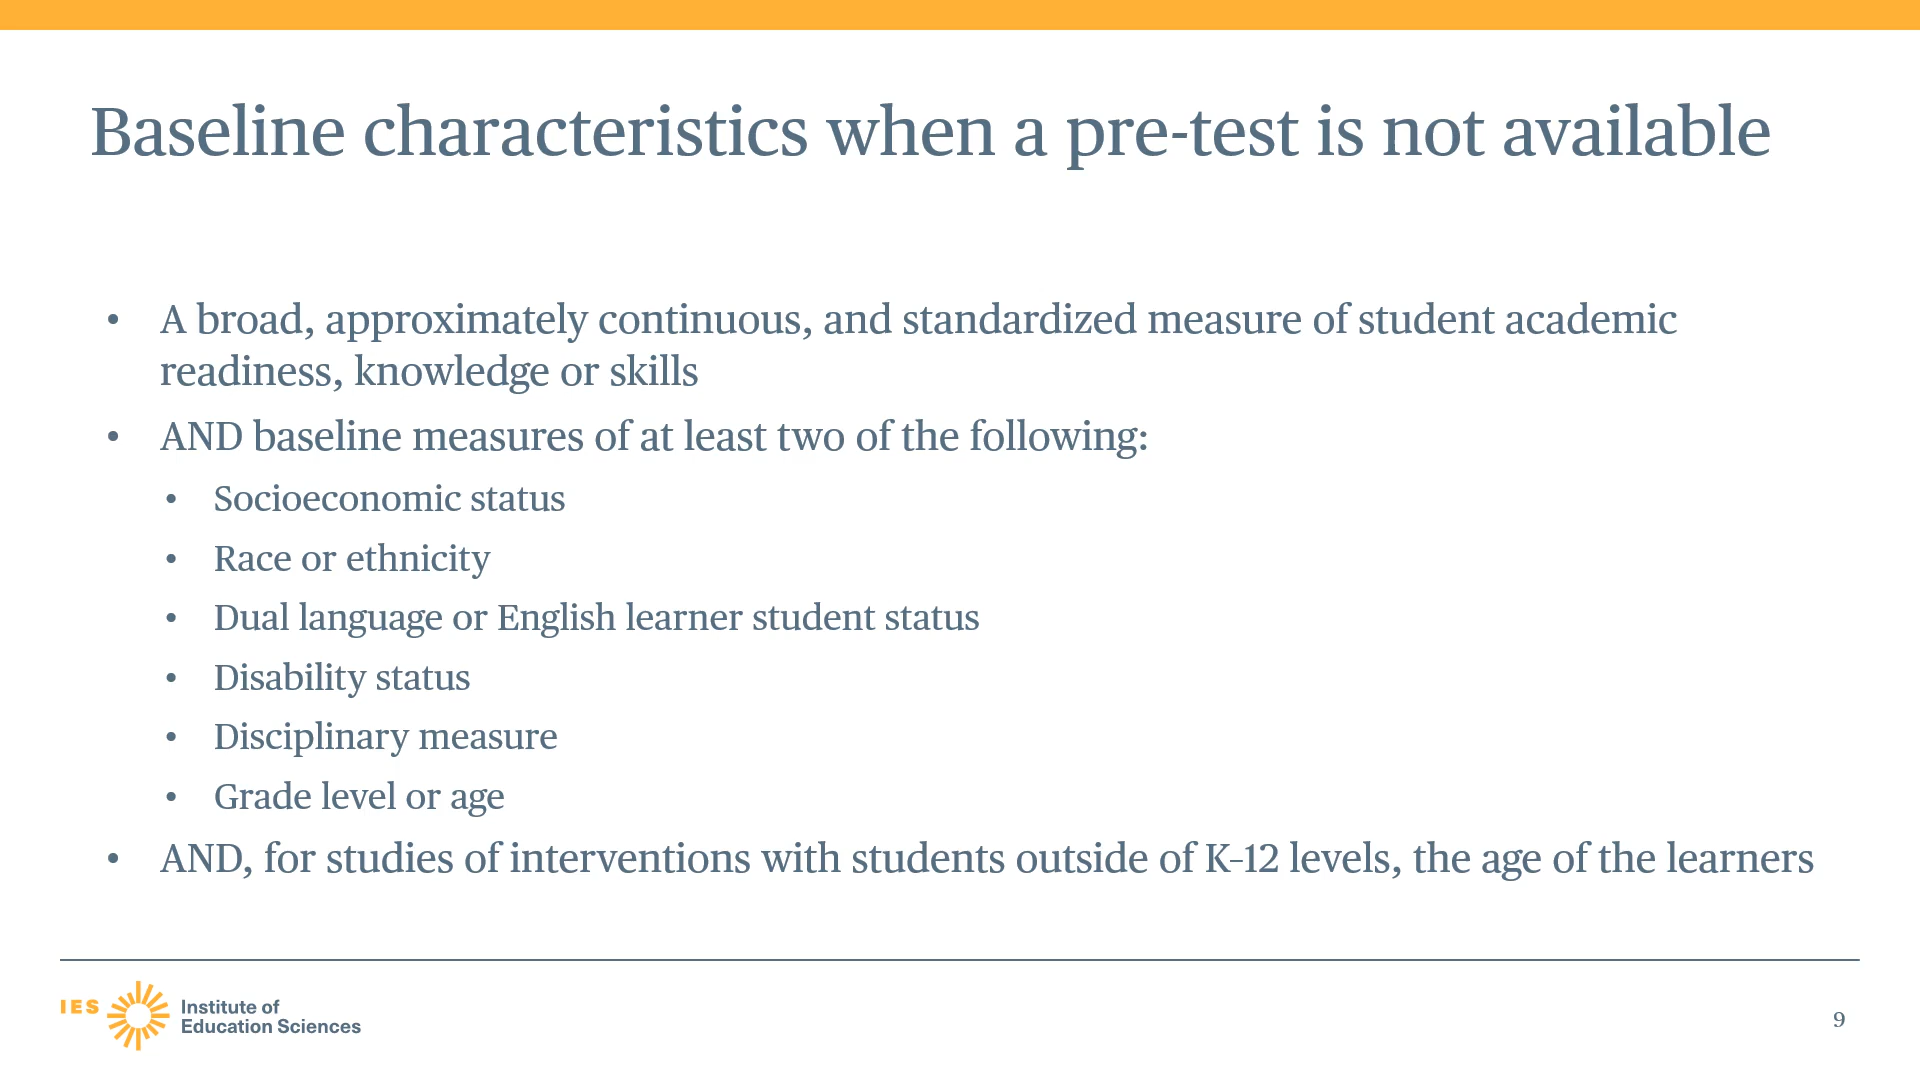 Baseline characteristics when a pre-test is not available
• A broad, approximately continuous, and standardized measure of student academic
readiness, knowledge or skills
• AND baseline measures of at least two of the following:
• Socioeconomic status
• Race or ethnicity
• Dual language or English learner student status
• Disability status
• Disciplinary measure
• Grade level or age
• AND, for studies of interventions with students outside of K–12 levels, the age of the learners
IES
Institute of
Education Sciences
9